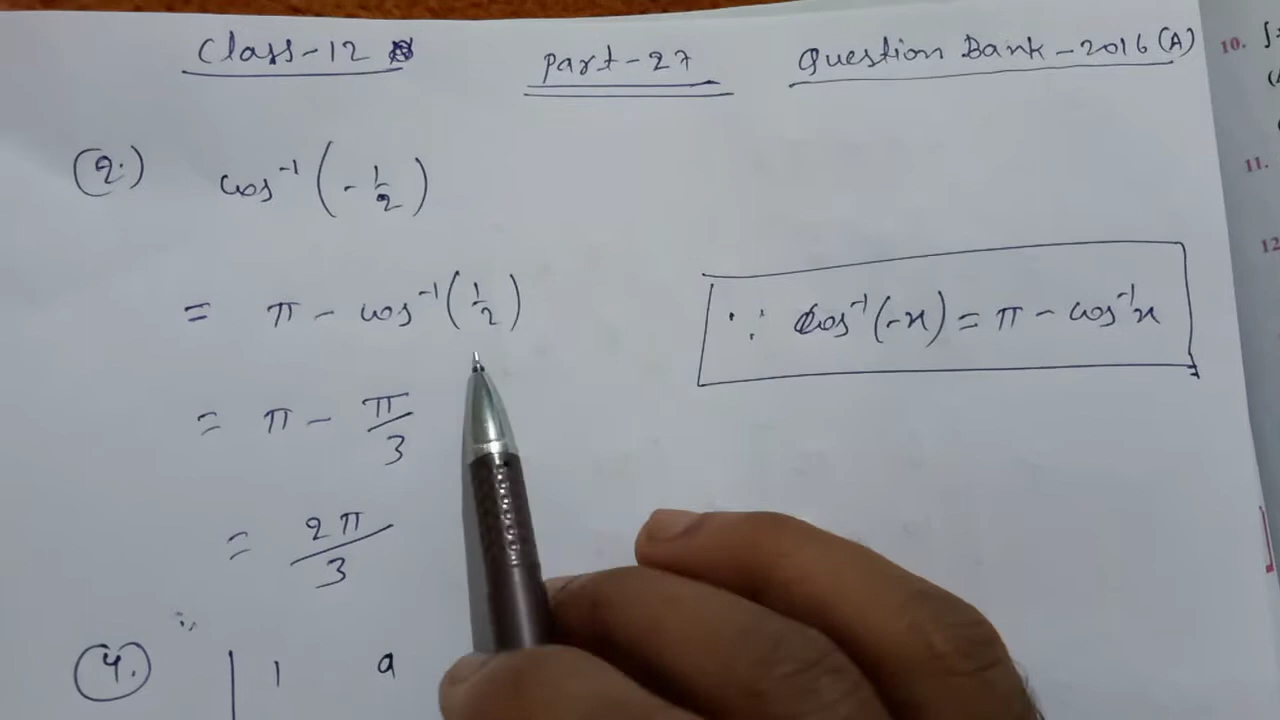 Class-12
Part-27
Question Bank-2016(A)
(2.) cos⁻¹(-1/2)
= π - cos⁻¹(1/2)
∵ cos⁻¹(-x) = π - cos⁻¹x
= π - π/3
= 2π/3
(4.) | 1 a
10.
11.
12